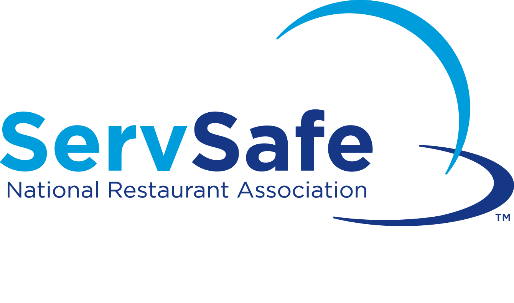 ServSafe
National Restaurant Association
TM